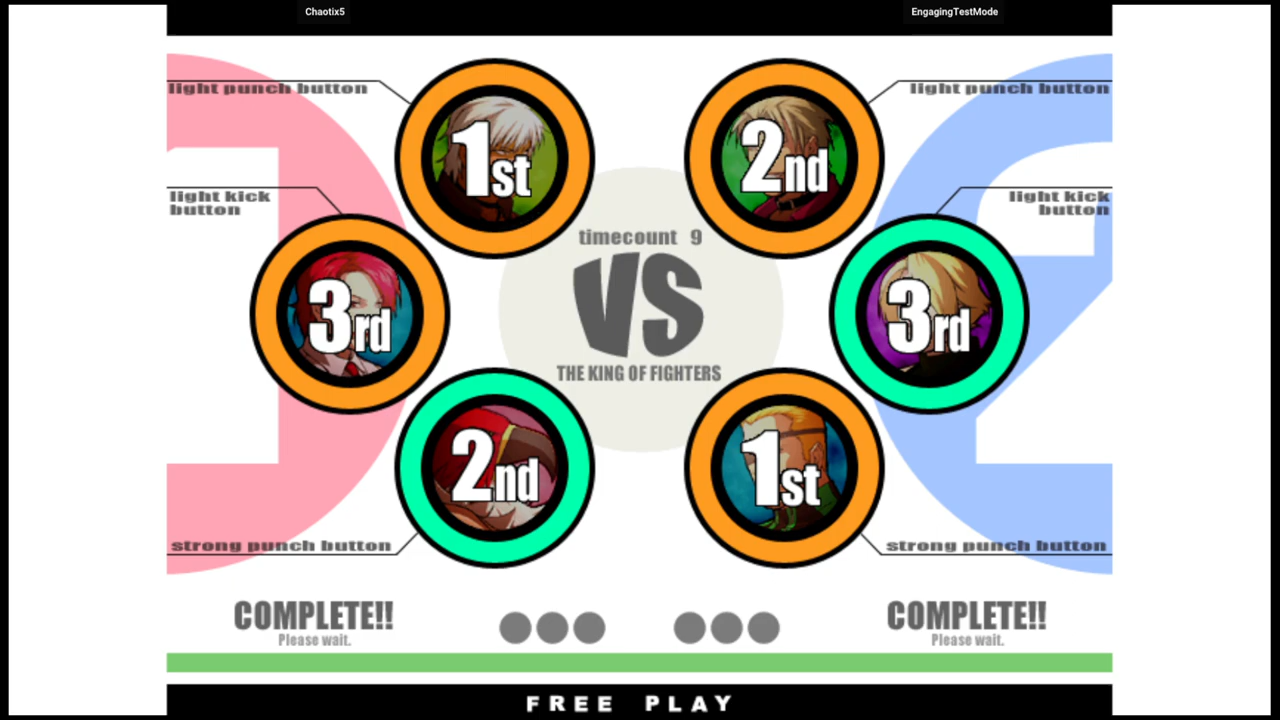 Chaotix5
EngagingTestMode
light punch button
light punch button
1st
2nd
light kick
button
light kick
button
timecount 9
VS
THE KING OF FIGHTERS
3rd
3rd
2nd
1st
strong punch button
strong punch button
COMPLETE!!
Please wait.
COMPLETE!!
Please wait.
FREE PLAY
1
2